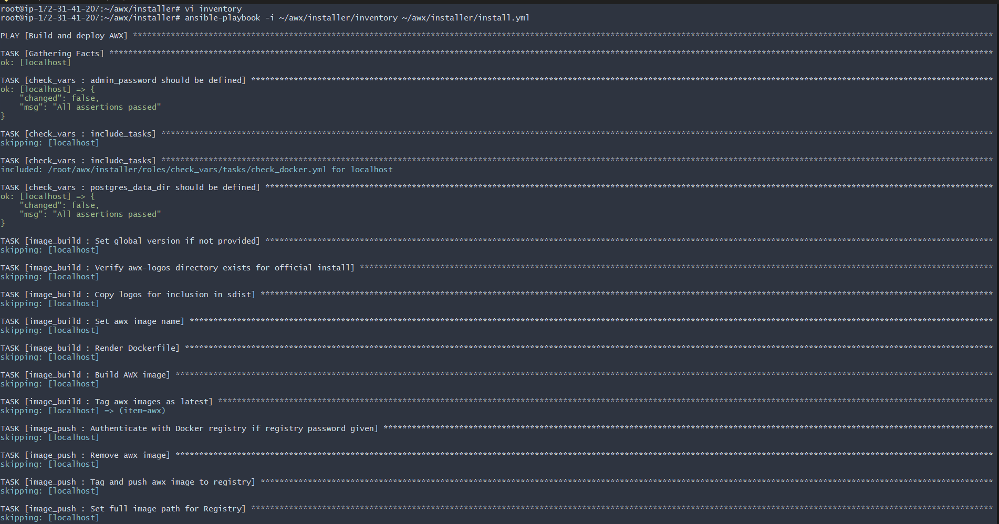 root@ip-172-31-41-207:~/awx/installer# vi inventory
root@ip-172-31-41-207:~/awx/installer# ansible-playbook -i ~/awx/installer/inventory ~/awx/installer/install.yml
PLAY [Build and deploy AWX] ****************************************************************************************************************************************************************************************
TASK [Gathering Facts] *********************************************************************************************************************************************************************************************
ok: [localhost]
TASK [check_vars : admin_password should be defined] ***************************************************************************************************************************************************************
ok: [localhost] => {
    "changed": false,
    "msg": "All assertions passed"
}
TASK [check_vars : include_tasks] **********************************************************************************************************************************************************************************
skipping: [localhost]
TASK [check_vars : include_tasks] **********************************************************************************************************************************************************************************
included: /root/awx/installer/roles/check_vars/tasks/check_docker.yml for localhost
TASK [check_vars : postgres_data_dir should be defined] ************************************************************************************************************************************************************
ok: [localhost] => {
    "changed": false,
    "msg": "All assertions passed"
}
TASK [image_build : Set global version if not provided] ************************************************************************************************************************************************************
skipping: [localhost]
TASK [image_build : Verify awx-logos directory exists for official install] ****************************************************************************************************************************************
skipping: [localhost]
TASK [image_build : Copy logos for inclusion in sdist] *************************************************************************************************************************************************************
skipping: [localhost]
TASK [image_build : Set awx image name] ****************************************************************************************************************************************************************************
skipping: [localhost]
TASK [image_build : Render Dockerfile] *****************************************************************************************************************************************************************************
skipping: [localhost]
TASK [image_build : Build AWX image] *******************************************************************************************************************************************************************************
skipping: [localhost]
TASK [image_build : Tag awx images as latest] **********************************************************************************************************************************************************************
skipping: [localhost] => (item=awx)
TASK [image_push : Authenticate with Docker registry if registry password given] ***********************************************************************************************************************************
skipping: [localhost]
TASK [image_push : Remove awx image] *******************************************************************************************************************************************************************************
skipping: [localhost]
TASK [image_push : Tag and push awx image to registry] *************************************************************************************************************************************************************
skipping: [localhost]
TASK [image_push : Set full image path for Registry] ***************************************************************************************************************************************************************
skipping: [localhost]